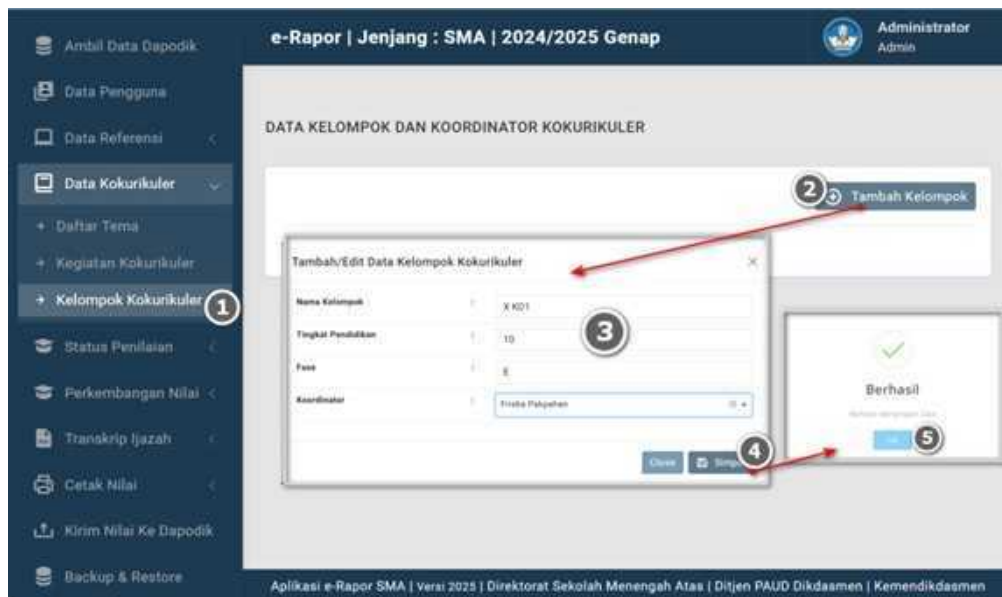 Ambil Data Dapodik
Data Pengguna
Data Referensi
Data Kokurikuler
Daftar Tema
Kegiatan Kokurikuler
Kelompok Kokurikuler
1
Status Penilaian
Perkembangan Nilai
Transkrip Ijazah
Cetak Nilai
Kirim Nilai Ke Dapodik
Backup & Restore
e-Rapor | Jenjang : SMA | 2024/2025 Genap
Administrator
Admin
DATA KELOMPOK DAN KOORDINATOR KOKURIKULER
2
Tambah Kelompok
Tambah/Edit Data Kelompok Kokurikuler
Nama Kelompok : X KO1
3
Tingkat Pendidikan : 10
Fase : E
Koordinator :
Close
4
Berhasil
5
Aplikasi e-Rapor SMA | Versi 2025 | Direktorat Sekolah Menengah Atas | Ditjen PAUD Dikdasmen | Kemendikdasmen